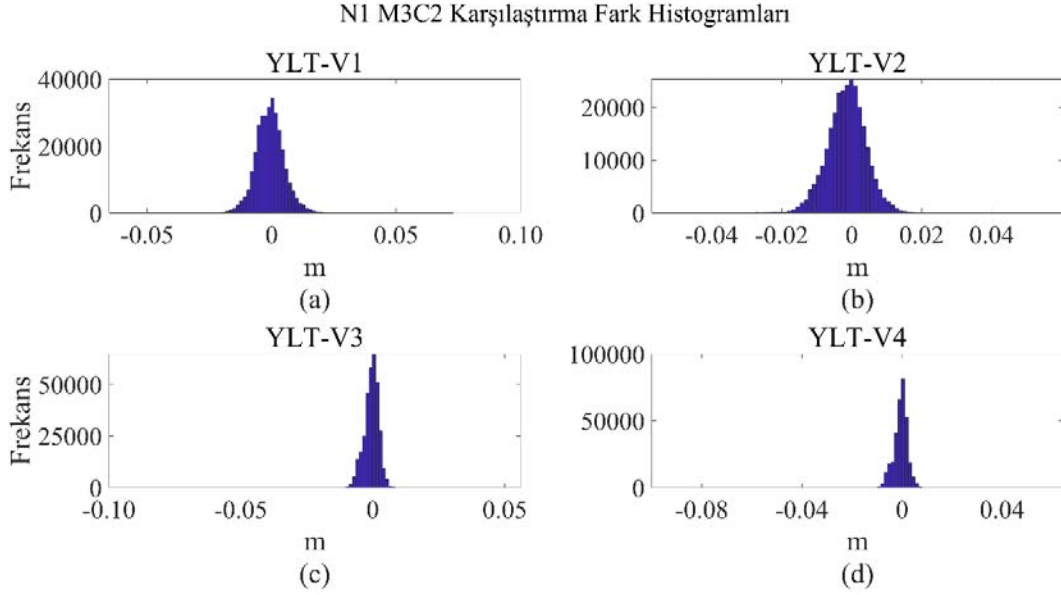 N1 M3C2 Karşılaştırma Fark Histogramları
YLT-V1
40000
20000
0
Frekans
-0.05 0 0.05 0.10
m
(a)
YLT-V2
20000
10000
0
-0.04 -0.02 0 0.02 0.04
m
(b)
YLT-V3
50000
25000
0
Frekans
-0.10 -0.05 0 0.05
m
(c)
YLT-V4
100000
50000
0
-0.08 -0.04 0 0.04
m
(d)